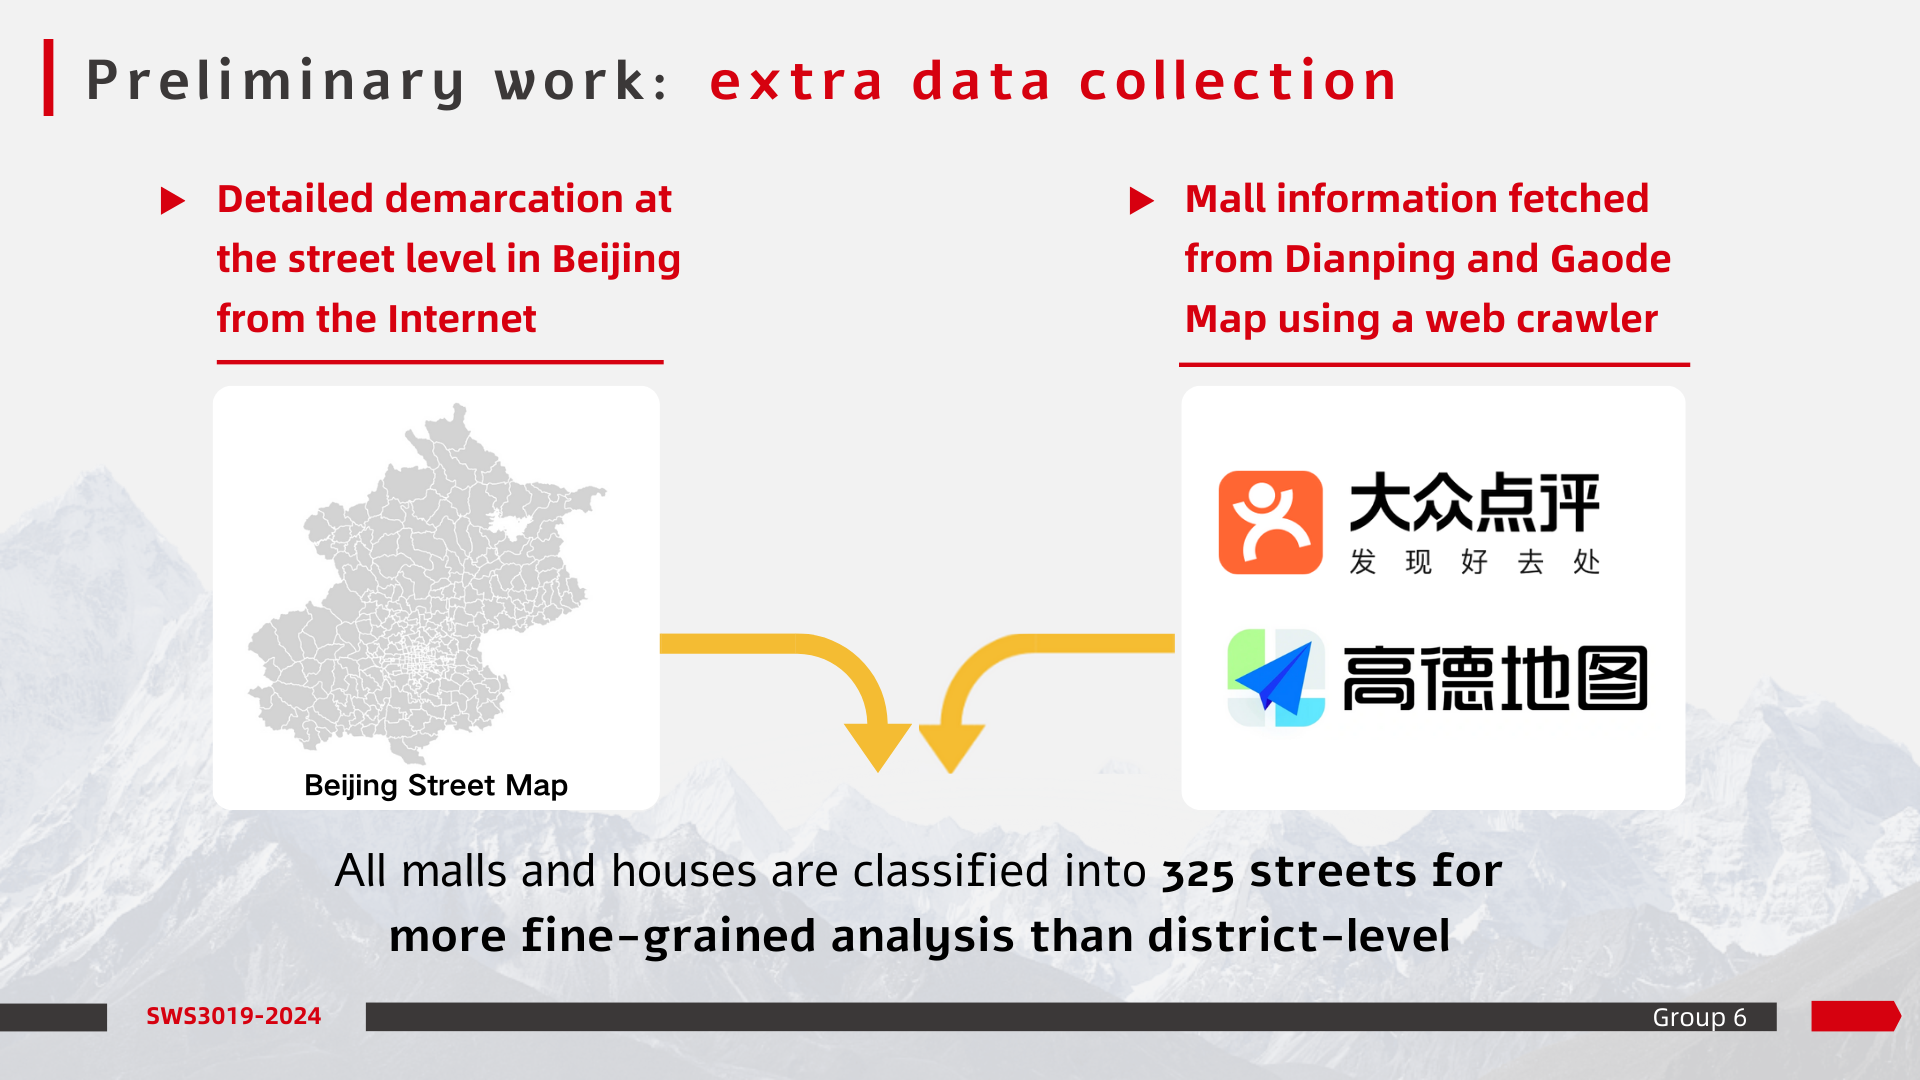 Preliminary work: extra data collection
Detailed demarcation at
the street level in Beijing
from the Internet
Mall information fetched
from Dianping and Gaode
Map using a web crawler
Beijing Street Map
大众点评
发现好去处
高德地图
All malls and houses are classified into 325 streets for
more fine-grained analysis than district-level
SWS3019-2024
Group 6